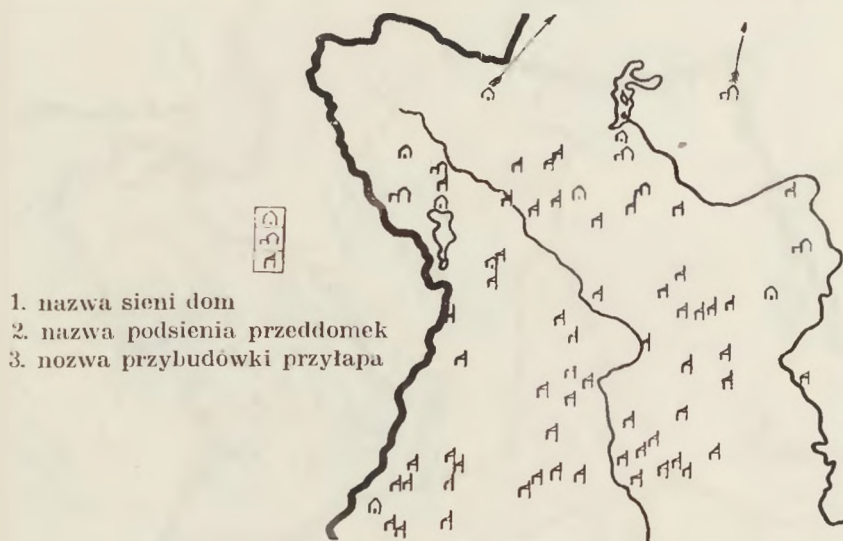 1. nazwa sieni dom
2. nazwa podsienia przeddomek
3. nozwa przybudówki przyłapa